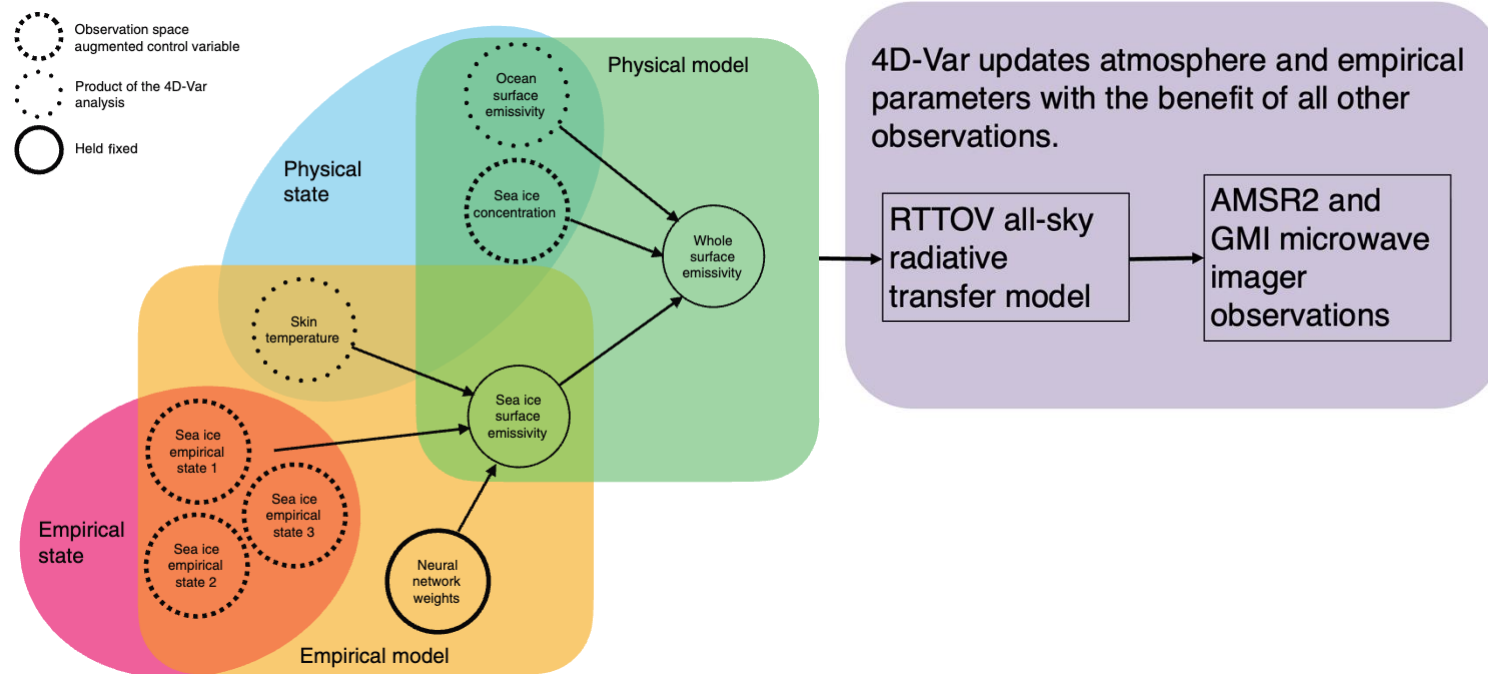 Observation space
augmented control variable
Product of the 4D-Var
analysis
Held fixed
Physical
state
Physical model
Ocean
surface
emissivity
Sea ice
concentration
Whole
surface
emissivity
Skin
temperature
Sea ice
surface
emissivity
Sea ice
empirical
state 1
Sea ice
empirical
state 3
Sea ice
empirical
state 2
Empirical
state
Neural
network
weights
Empirical model
4D-Var updates atmosphere and empirical
parameters with the benefit of all other
observations.
RTTOV all-sky
radiative
transfer model
AMSR2 and
GMI microwave
imager
observations